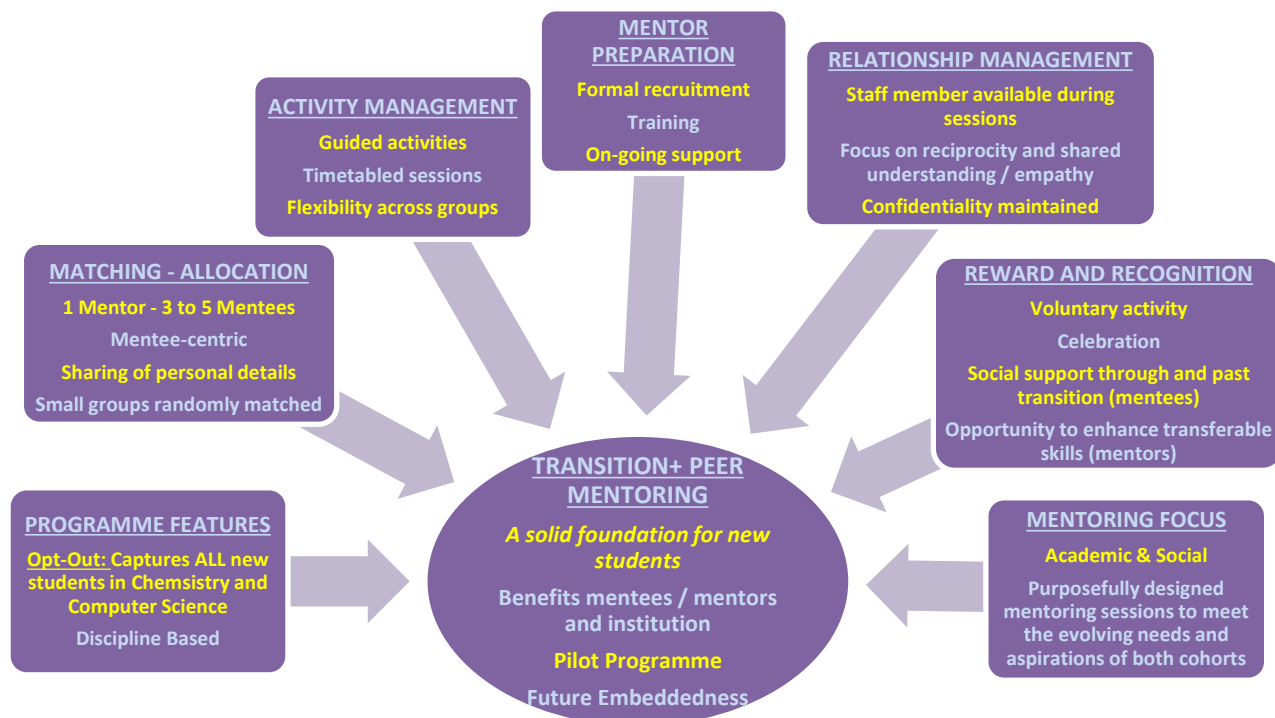 PROGRAMME FEATURES
Opt-Out: Captures ALL new
students in Chemsistry and
Computer Science
Discipline Based
MATCHING - ALLOCATION
1 Mentor - 3 to 5 Mentees
Mentee-centric
Sharing of personal details
Small groups randomly matched
ACTIVITY MANAGEMENT
Guided activities
Timetabled sessions
Flexibility across groups
MENTOR
PREPARATION
Formal recruitment
Training
On-going support
RELATIONSHIP MANAGEMENT
Staff member available during
sessions
Focus on reciprocity and shared
understanding / empathy
Confidentiality maintained
REWARD AND RECOGNITION
Voluntary activity
Celebration
Social support through and past
transition (mentees)
Opportunity to enhance transferable
skills (mentors)
MENTORING FOCUS
Academic & Social
Purposefully designed
mentoring sessions to meet
the evolving needs and
aspirations of both cohorts
TRANSITION+ PEER
MENTORING
A solid foundation for new
students
Benefits mentees / mentors
and institution
Pilot Programme
Future Embeddedness